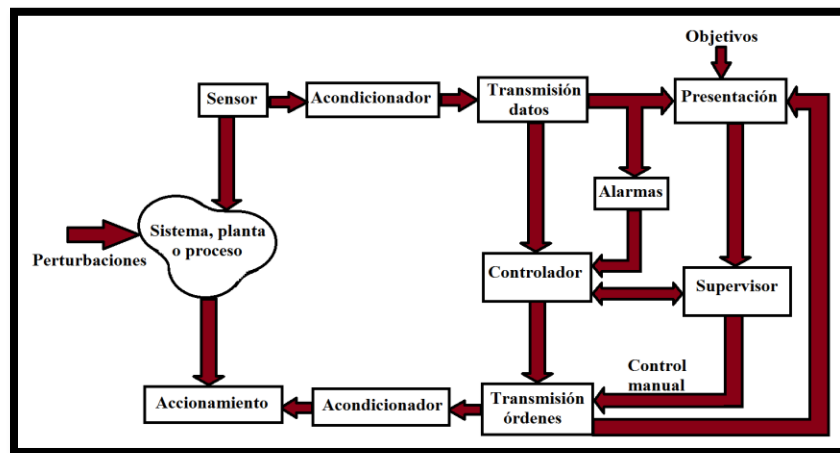 Objetivos
Sensor
Acondicionador
Transmisión
datos
Presentación
Alarmas
Sistema, planta
o proceso
Perturbaciones
Controlador
Supervisor
Control
manual
Accionamiento
Acondicionador
Transmisión
órdenes